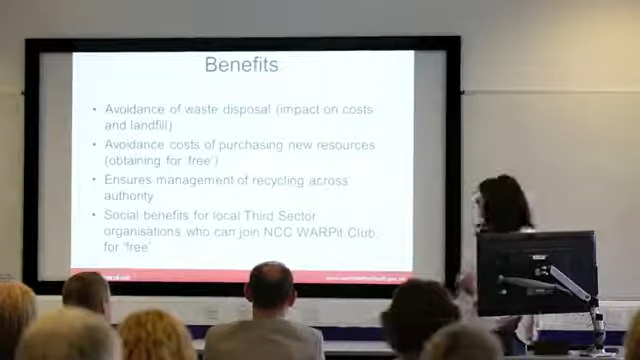 Benefits
• Avoidance of waste disposal (impact on costs
and landfill)
• Avoidance costs of purchasing new resources
(obtaining for free')
• Ensures management of recycling across
authority
• Social benefits for local Third Sector
organisations who can join NCC WARPit Club
for 'free'